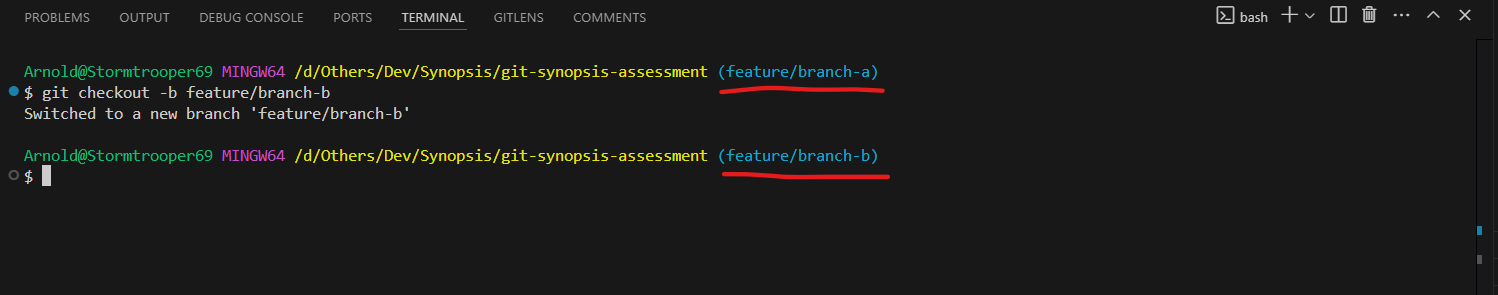 PROBLEMS OUTPUT DEBUG CONSOLE PORTS TERMINAL GITLENS COMMENTS bash
Arnold@Stormtrooper69 MINGW64 /d/Others/Dev/Synopsis/git-synopsis-assessment (feature/branch-a)
$ git checkout -b feature/branch-b
Switched to a new branch 'feature/branch-b'
Arnold@Stormtrooper69 MINGW64 /d/Others/Dev/Synopsis/git-synopsis-assessment (feature/branch-b)
$